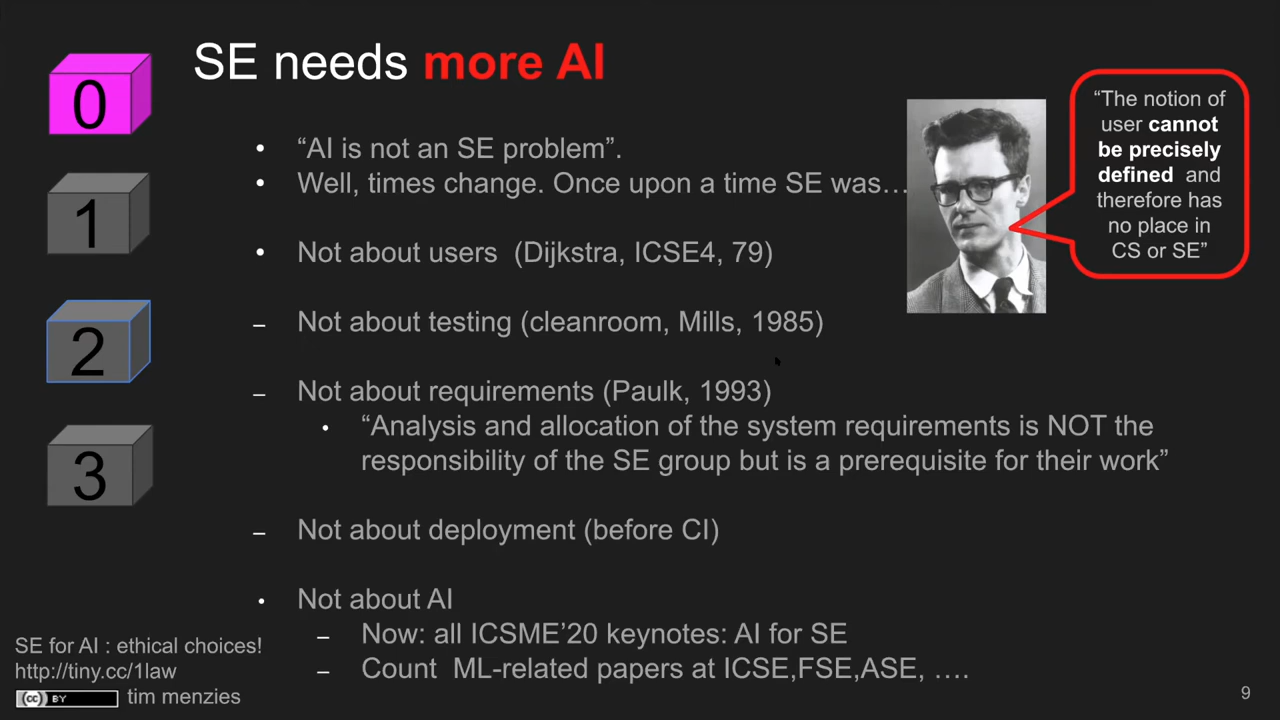 SE needs more AI
0
1
2
3
• “AI is not an SE problem”.
• Well, times change. Once upon a time SE was…
• Not about users (Dijkstra, ICSE4, 79)
– Not about testing (cleanroom, Mills, 1985)
– Not about requirements (Paulk, 1993)
• “Analysis and allocation of the system requirements is NOT the
responsibility of the SE group but is a prerequisite for their work”
– Not about deployment (before CI)
• Not about AI
– Now: all ICSME’20 keynotes: AI for SE
– Count ML-related papers at ICSE,FSE,ASE, ….
“The notion of
user cannot
be precisely
defined and
therefore has
no place in
CS or SE”
SE for AI : ethical choices!
http://tiny.cc/1law
(cc) BY tim menzies
9